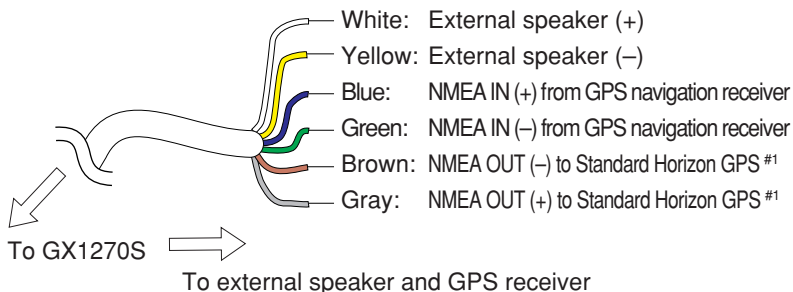 White: External speaker (+)
Yellow: External speaker (–)
Blue: NMEA IN (+) from GPS navigation receiver
Green: NMEA IN (–) from GPS navigation receiver
Brown: NMEA OUT (–) to Standard Horizon GPS #1
Gray: NMEA OUT (+) to Standard Horizon GPS #1
To GX1270S
To external speaker and GPS receiver